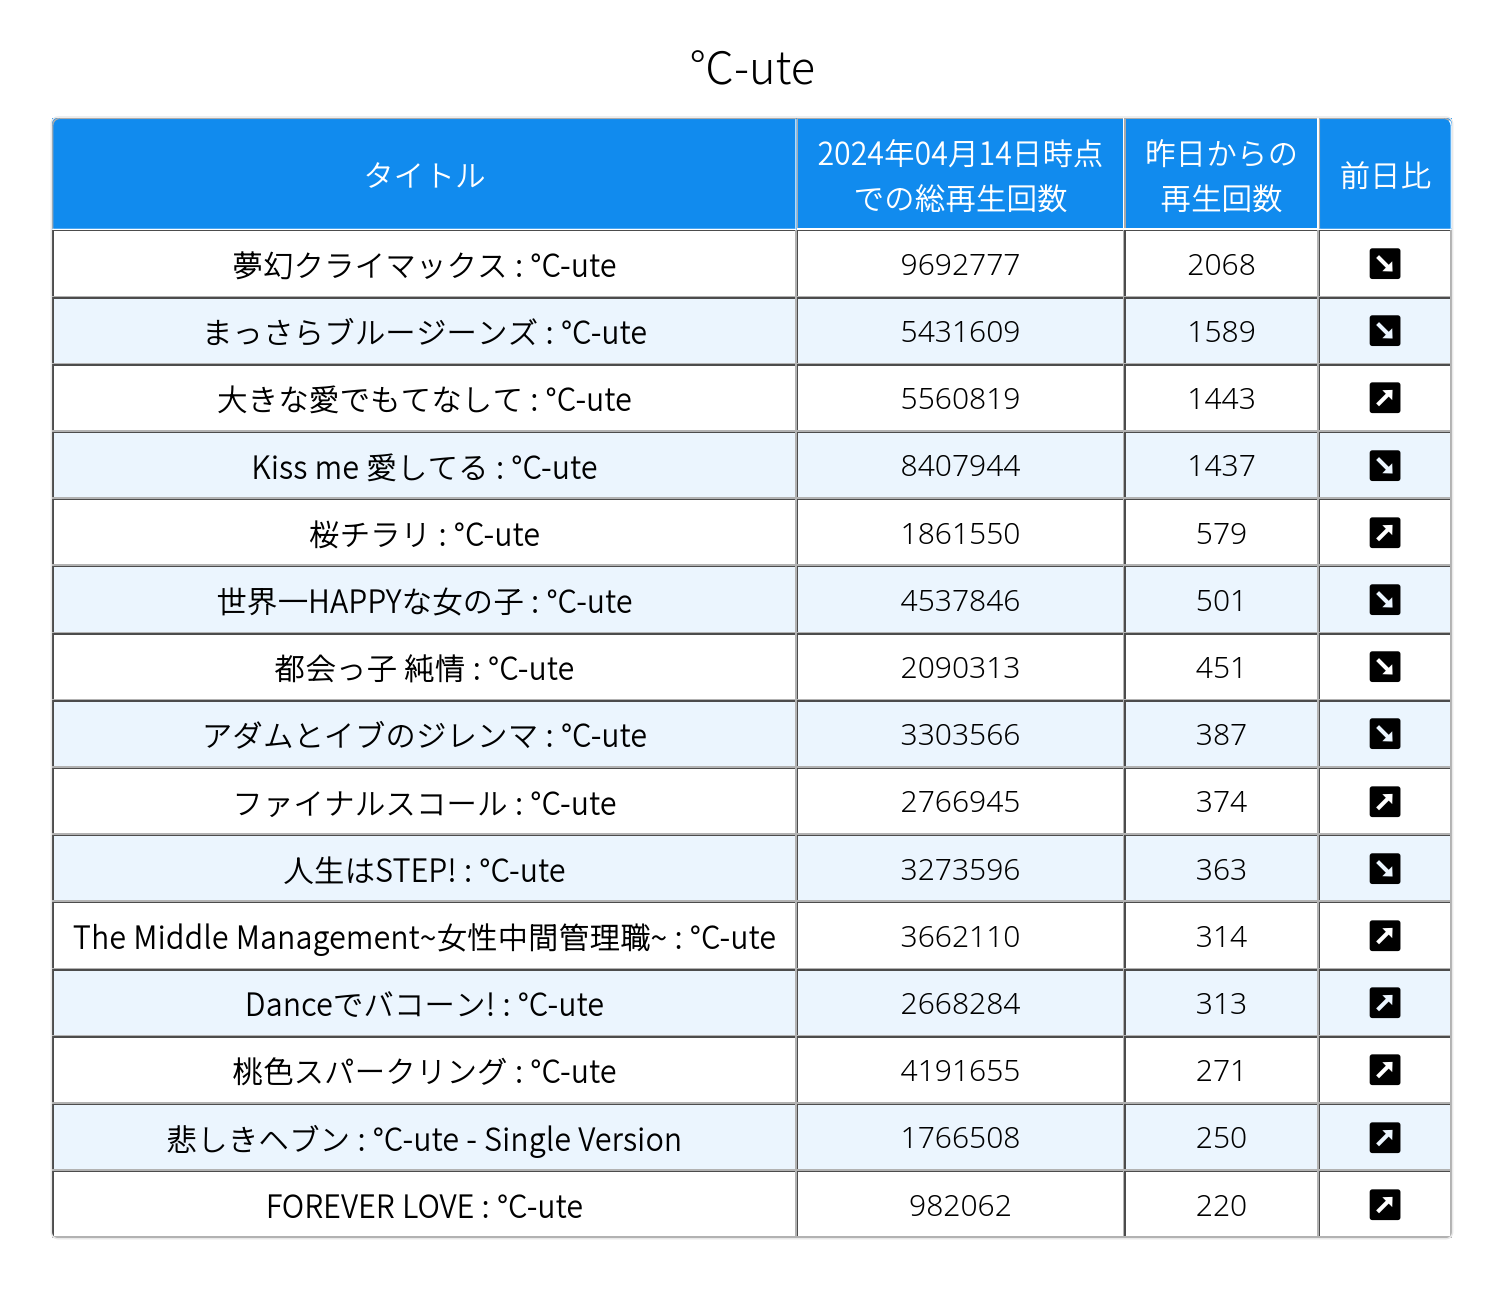 ℃-ute
タイトル 2024年04月14日時点 昨日からの 前日比
での総再生回数 再生回数
夢幻クライマックス : ℃-ute 9692777 2068 ↘
まっさらブルージーンズ : ℃-ute 5431609 1589 ↘
大きな愛でもてなして : ℃-ute 5560819 1443 ↗
Kiss me 愛してる : ℃-ute 8407944 1437 ↘
桜チラリ : ℃-ute 1861550 579 ↗
世界一HAPPYな女の子 : ℃-ute 4537846 501 ↘
都会っ子 純情 : ℃-ute 2090313 451 ↘
アダムとイブのジレンマ : ℃-ute 3303566 387 ↘
ファイナルスコール : ℃-ute 2766945 374 ↗
人生はSTEP! : ℃-ute 3273596 363 ↘
The Middle Management~女性中間管理職~ : ℃-ute 3662110 314 ↗
Danceでバコーン! : ℃-ute 2668284 313 ↗
桃色スパークリング : ℃-ute 4191655 271 ↗
悲しきヘブン : ℃-ute - Single Version 1766508 250 ↗
FOREVER LOVE : ℃-ute 982062 220 ↗